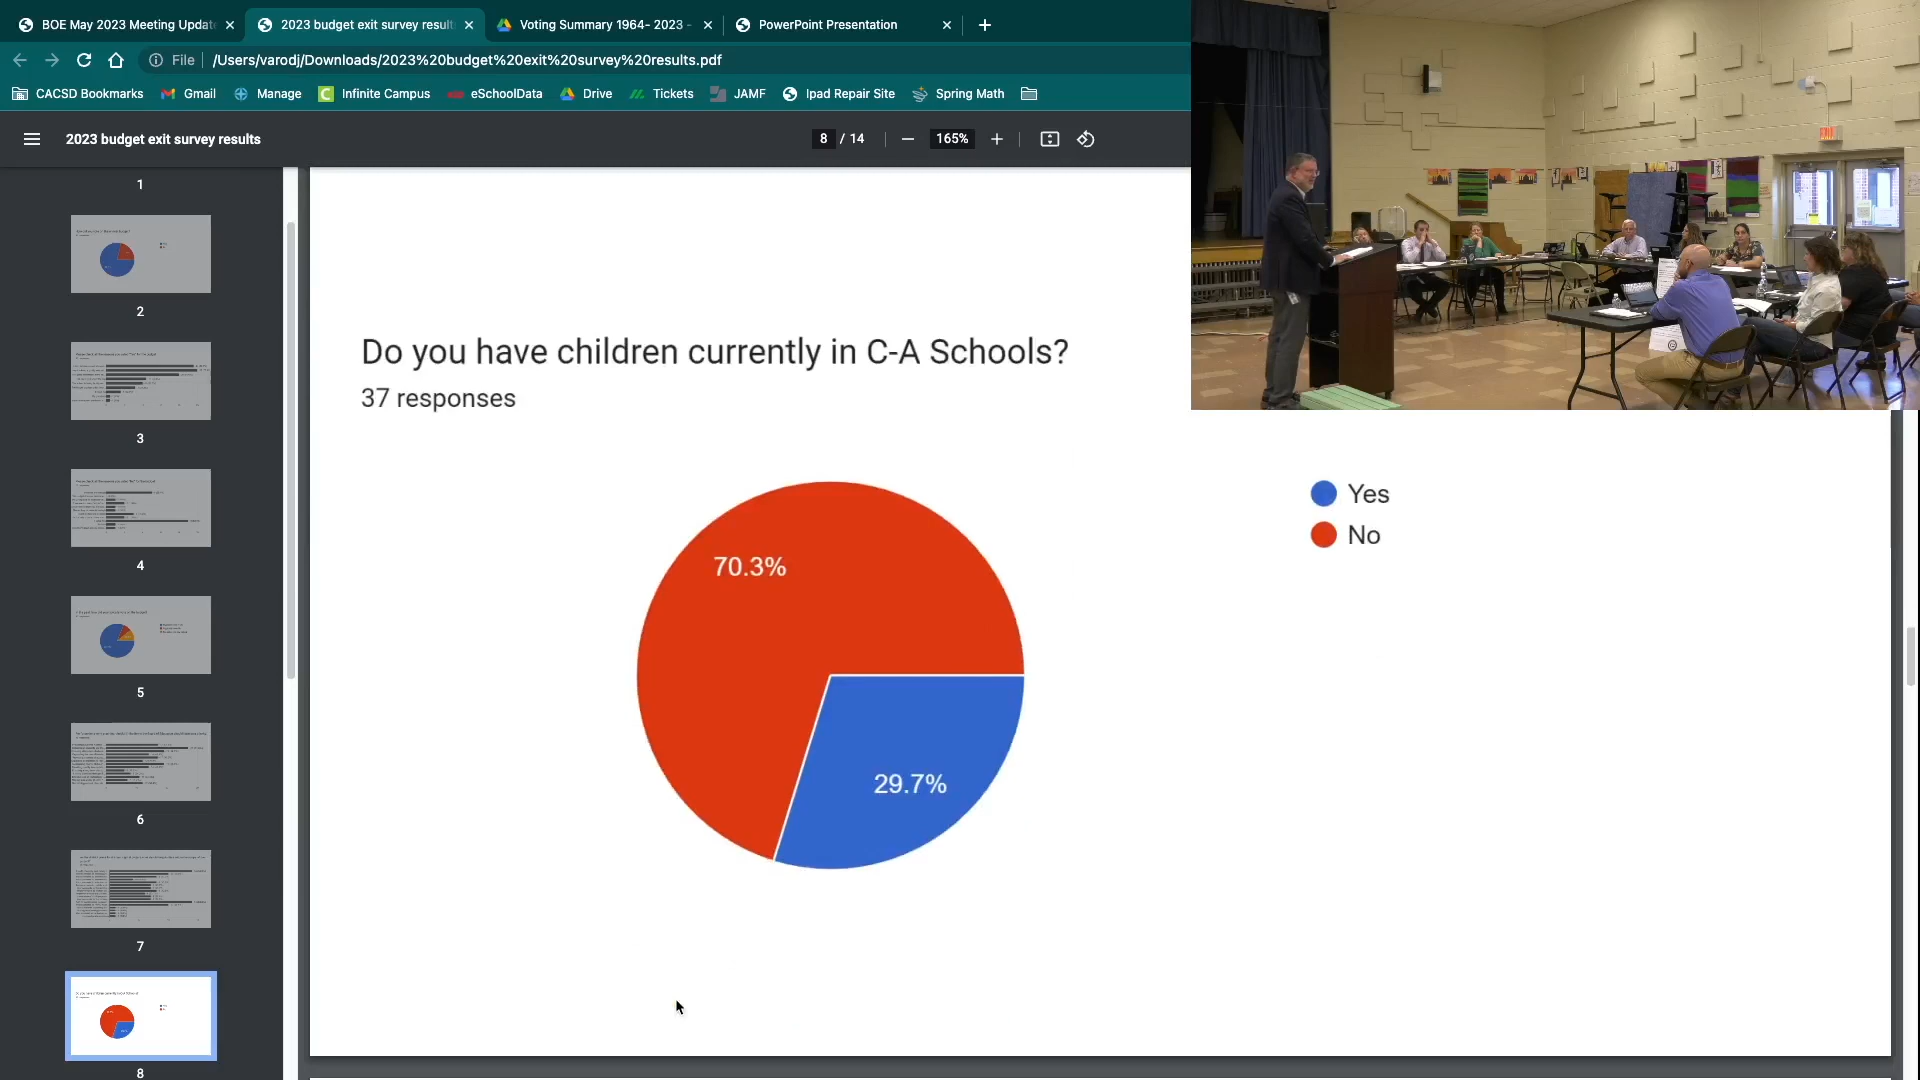 BOE May 2023 Meeting Updat
2023 budget exit survey result
Voting Summary 1964- 2023 -
PowerPoint Presentation
File
/Users/varodj/Downloads/2023%20budget%20exit%20survey%20results.pdf
CACSD Bookmarks
Gmail
Manage
Infinite Campus
eSchoolData
Drive
Tickets
JAMF
Ipad Repair Site
Spring Math
2023 budget exit survey results
8 / 14
165%
1
2
3
4
5
6
7
8
Do you have children currently in C-A Schools?
37 responses
70.3%
29.7%
Yes
No